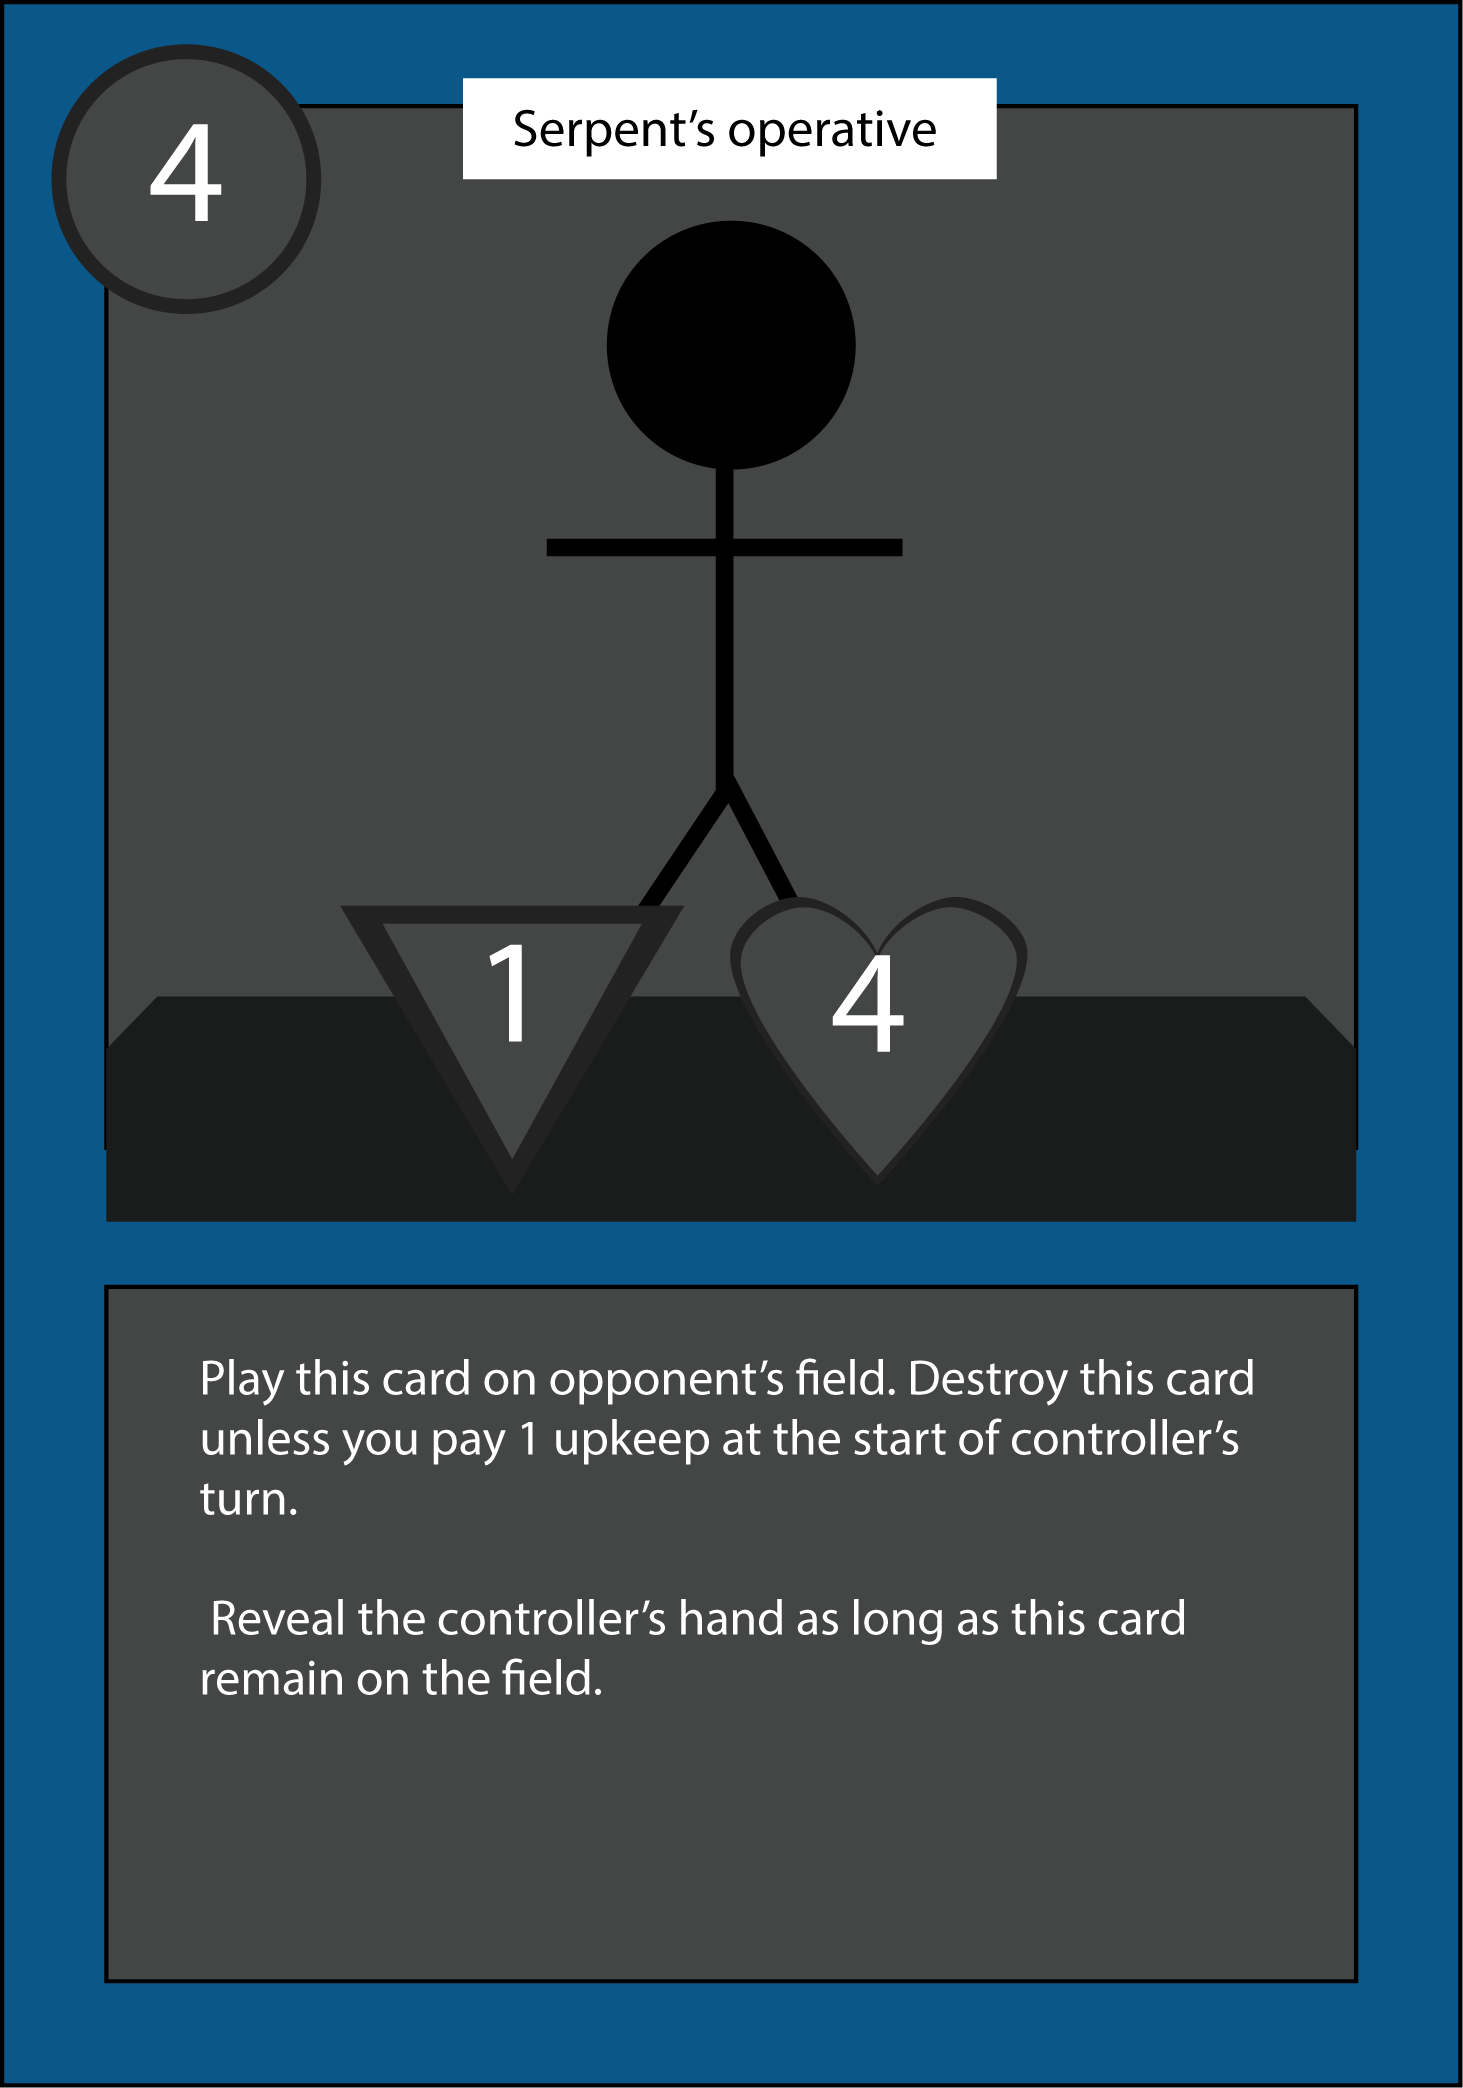 4
Serpent’s operative
1
4
Play this card on opponent’s field. Destroy this card
unless you pay 1 upkeep at the start of controller’s
turn.
Reveal the controller’s hand as long as this card
remain on the field.